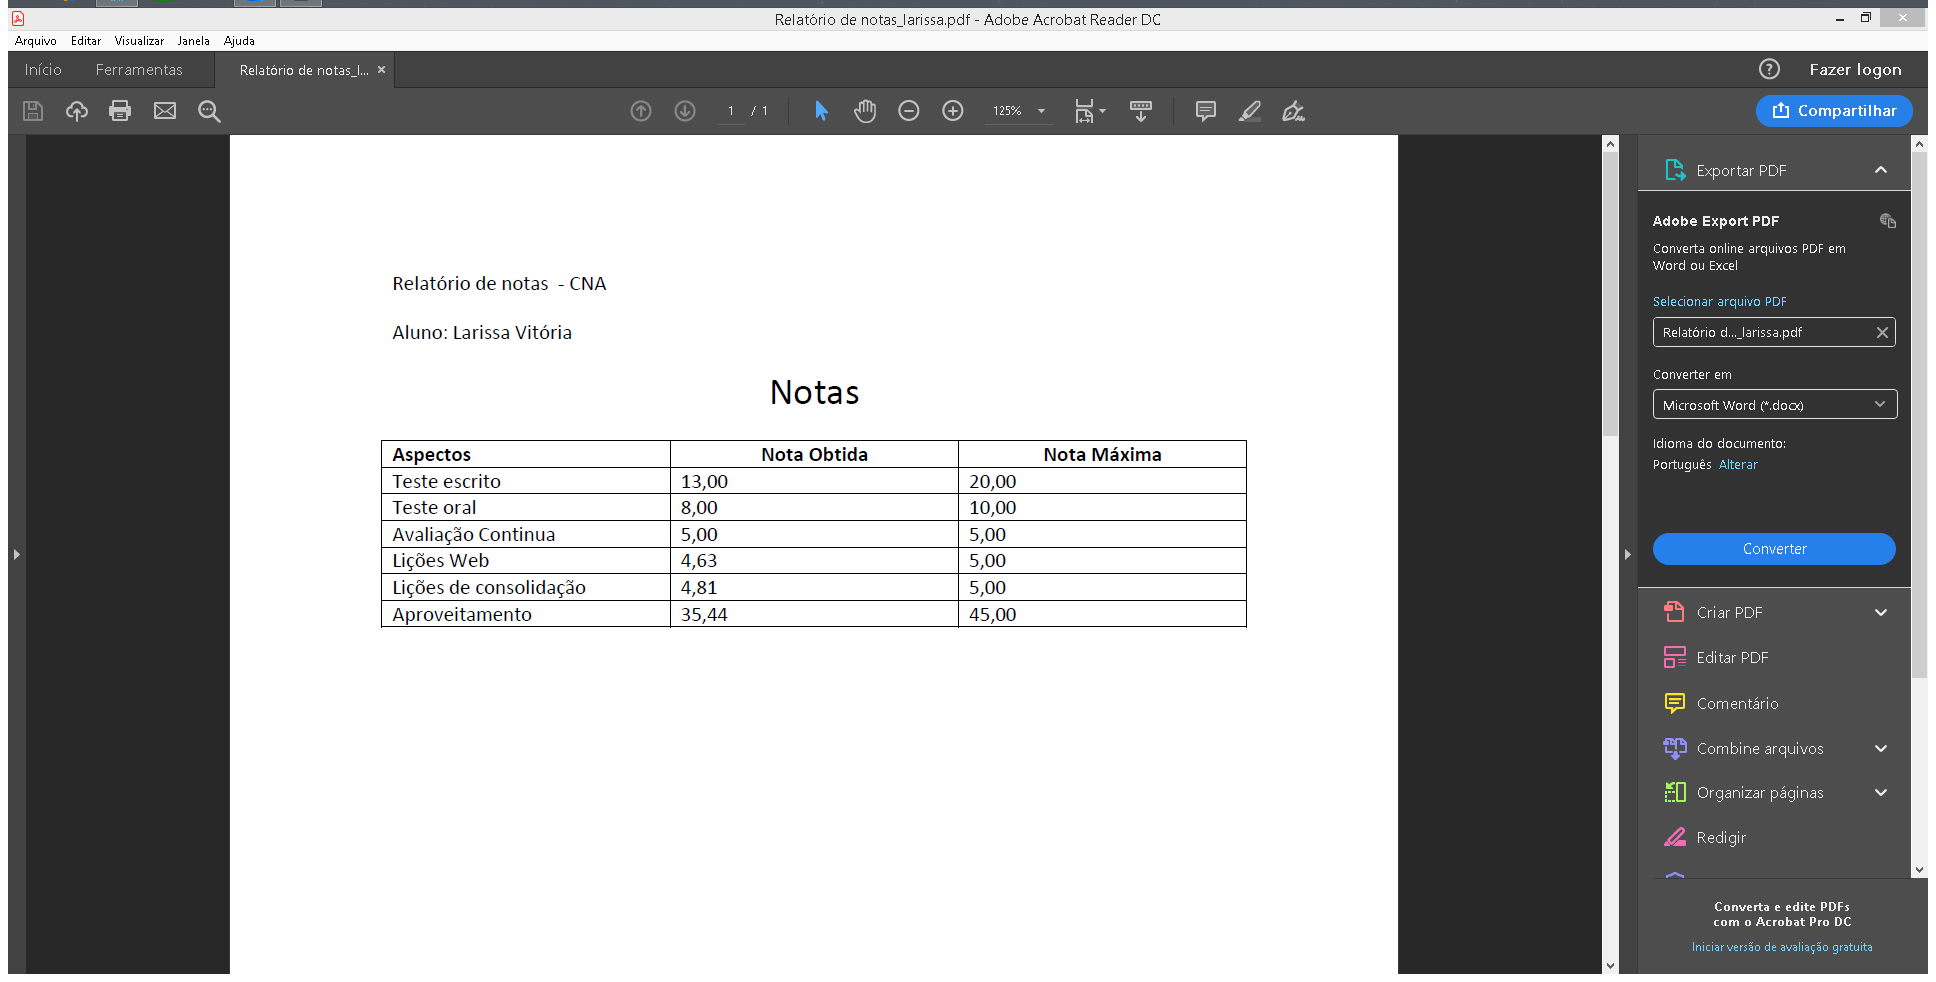 Relatório de notas_larissa.pdf - Adobe Acrobat Reader DC
Arquivo Editar Visualizar Janela Ajuda
Início Ferramentas Relatório de notas_l... × ? Fazer logon
1 / 1 125% Compartilhar
Relatório de notas - CNA
Aluno: Larissa Vitória
Notas
Aspectos Nota Obtida Nota Máxima
Teste escrito 13,00 20,00
Teste oral 8,00 10,00
Avaliação Continua 5,00 5,00
Lições Web 4,63 5,00
Lições de consolidação 4,81 5,00
Aproveitamento 35,44 45,00
Exportar PDF
Adobe Export PDF
Converta online arquivos PDF em
Word ou Excel
Selecionar arquivo PDF
Relatório d..._larissa.pdf
Converter em
Microsoft Word (*.docx)
Idioma do documento:
Português Alterar
Converter
Criar PDF
Editar PDF
Comentário
Combine arquivos
Organizar páginas
Redigir
Converta e edite PDFs
com o Acrobat Pro DC
Iniciar versão de avaliação gratuita